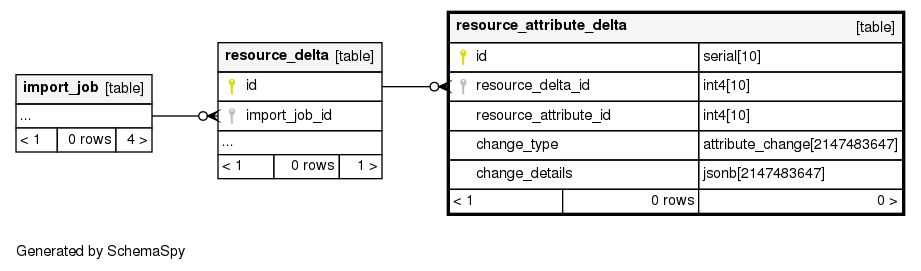 import_job [table]
...
< 1 0 rows 4 >
resource_delta [table]
id
import_job_id
...
< 1 0 rows 1 >
resource_attribute_delta [table]
id serial[10]
resource_delta_id int4[10]
resource_attribute_id int4[10]
change_type attribute_change[2147483647]
change_details jsonb[2147483647]
< 1 0 rows 0 >
Generated by SchemaSpy